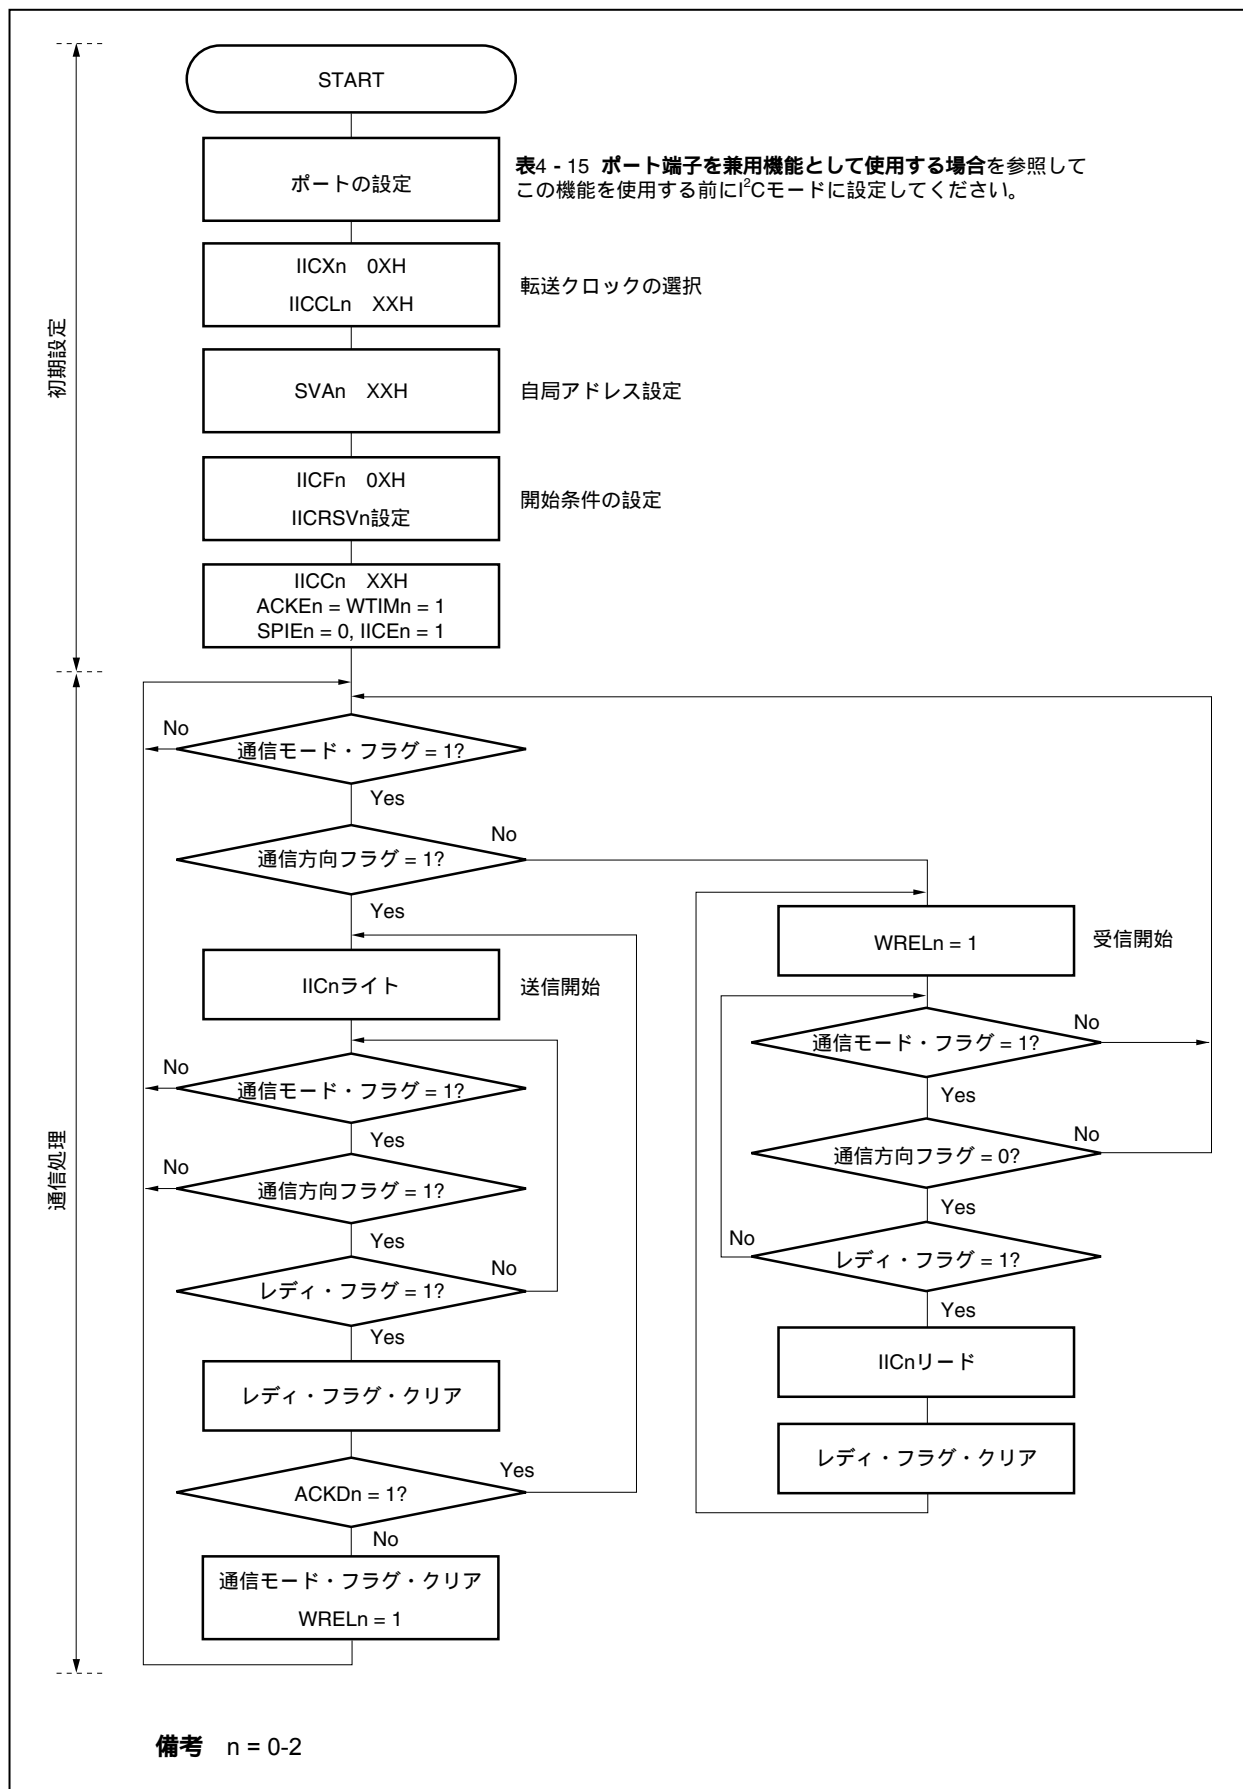 START
ポートの設定
表4 - 15 ポート端子を兼用機能として使用する場合を参照して
この機能を使用する前にI²Cモードに設定してください。
IICXn 0XH
IICCLn XXH
転送クロックの選択
SVAn XXH
自局アドレス設定
IICFn 0XH
IICRSVn設定
開始条件の設定
IICCn XXH
ACKEn = WTIMn = 1
SPIEn = 0, IICEn = 1
初期設定
通信モード・フラグ = 1?
No
Yes
通信方向フラグ = 1?
No
Yes
IICnライト
送信開始
通信モード・フラグ = 1?
No
Yes
通信方向フラグ = 1?
No
Yes
レディ・フラグ = 1?
No
Yes
レディ・フラグ・クリア
ACKDn = 1?
Yes
No
通信モード・フラグ・クリア
WRELn = 1
WRELn = 1
受信開始
通信モード・フラグ = 1?
No
Yes
通信方向フラグ = 0?
No
Yes
レディ・フラグ = 1?
No
Yes
IICnリード
レディ・フラグ・クリア
通信処理
備考 n = 0-2